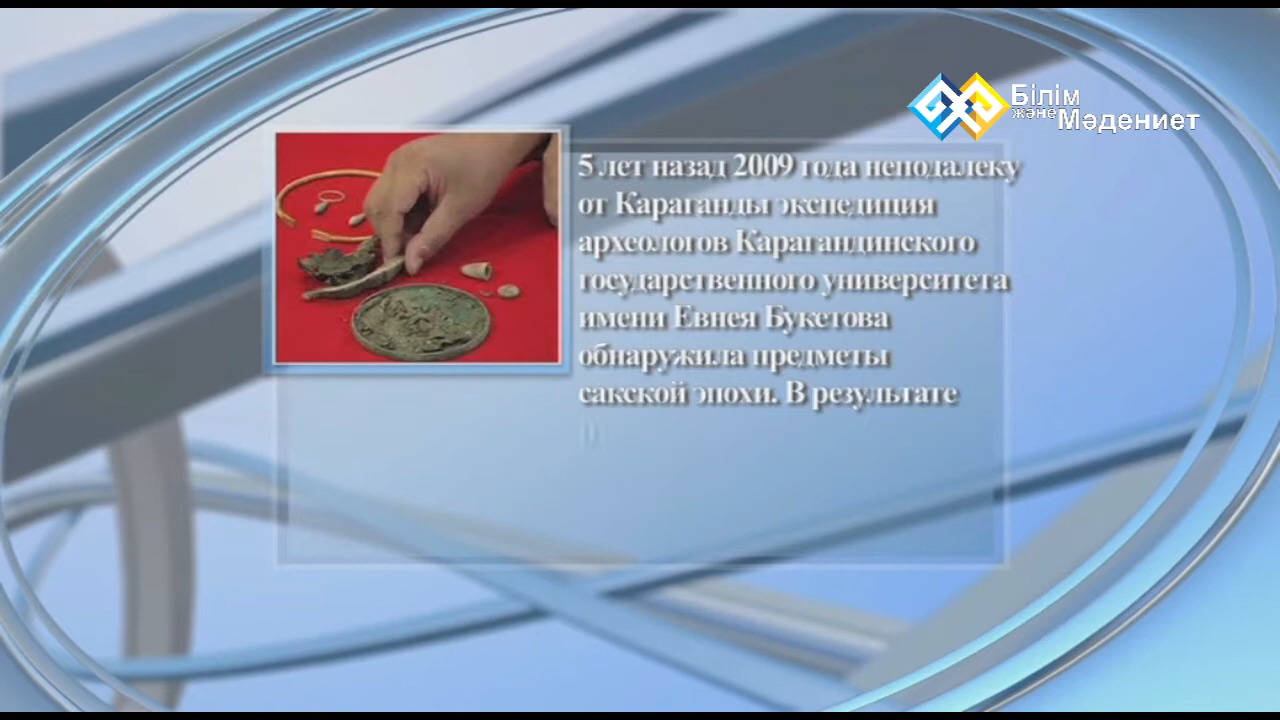 Білім
және
Мәдениет
5 лет назад 2009 года неподалеку
от Караганды экспедиция
археологов Карагандинского
государственного университета
имени Евнея Букетова
обнаружила предметы
сакской эпохи. В результате